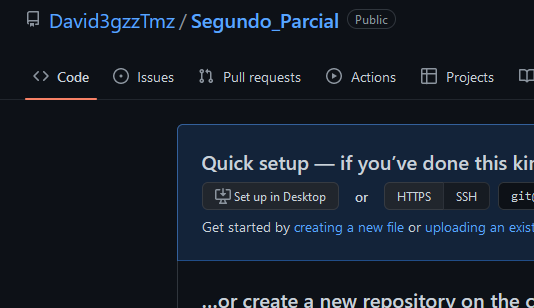 David3gzzTmz / Segundo_Parcial Public
Code Issues Pull requests Actions Projects
Quick setup — if you've done this
Set up in Desktop or HTTPS SSH
Get started by creating a new file or uploading an
...or create a new repository on the